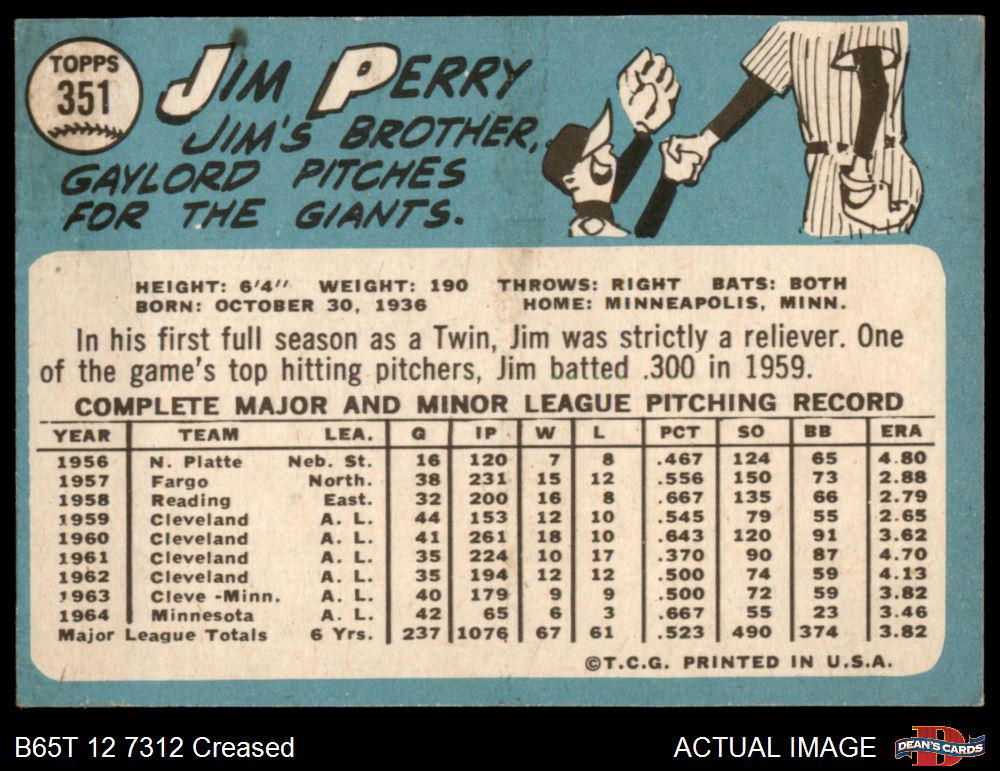 TOPPS
351
JIM PERRY
JIM'S BROTHER,
GAYLORD PITCHES
FOR THE GIANTS.
HEIGHT: 6'4" WEIGHT: 190 THROWS: RIGHT BATS: BOTH
BORN: OCTOBER 30, 1936 HOME: MINNEAPOLIS, MINN.
In his first full season as a Twin, Jim was strictly a reliever. One
of the game's top hitting pitchers, Jim batted .300 in 1959.
COMPLETE MAJOR AND MINOR LEAGUE PITCHING RECORD
YEAR TEAM LEA. G IP W L PCT SO BB ERA
1956 N. Platte Neb. St. 16 120 7 8 .467 124 65 4.80
1957 Fargo North. 38 231 15 12 .556 150 73 2.88
1958 Reading East. 32 200 16 8 .667 135 66 2.79
1959 Cleveland A. L. 44 153 12 10 .545 79 55 2.65
1960 Cleveland A. L. 41 261 18 10 .643 120 91 3.62
1961 Cleveland A. L. 35 224 10 17 .370 90 87 4.70
1962 Cleveland A. L. 35 194 12 12 .500 74 59 4.13
1963 Cleve -Minn. A. L. 40 179 9 9 .500 72 59 3.82
1964 Minnesota A. L. 42 65 6 3 .667 55 23 3.46
Major League Totals 6 Yrs. 237 1076 67 61 .523 490 374 3.82
©T.C.G. PRINTED IN U.S.A.
B65T 12 7312 Creased ACTUAL IMAGE
D
DEAN'S CARDS